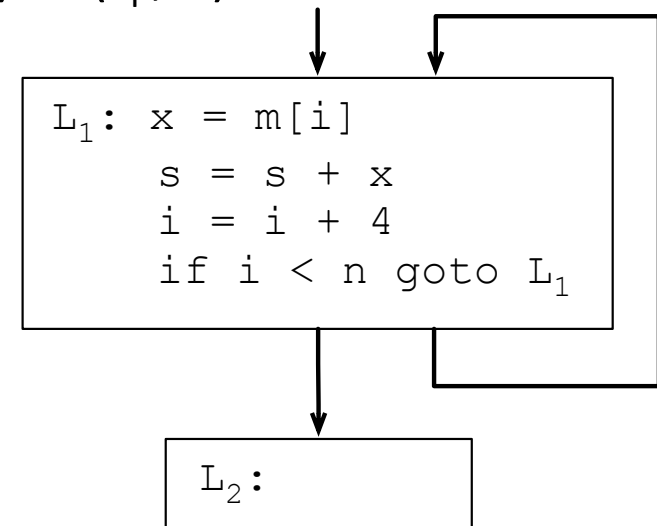 L₁: x = m[i]
s = s + x
i = i + 4
if i < n goto L₁
L₂: